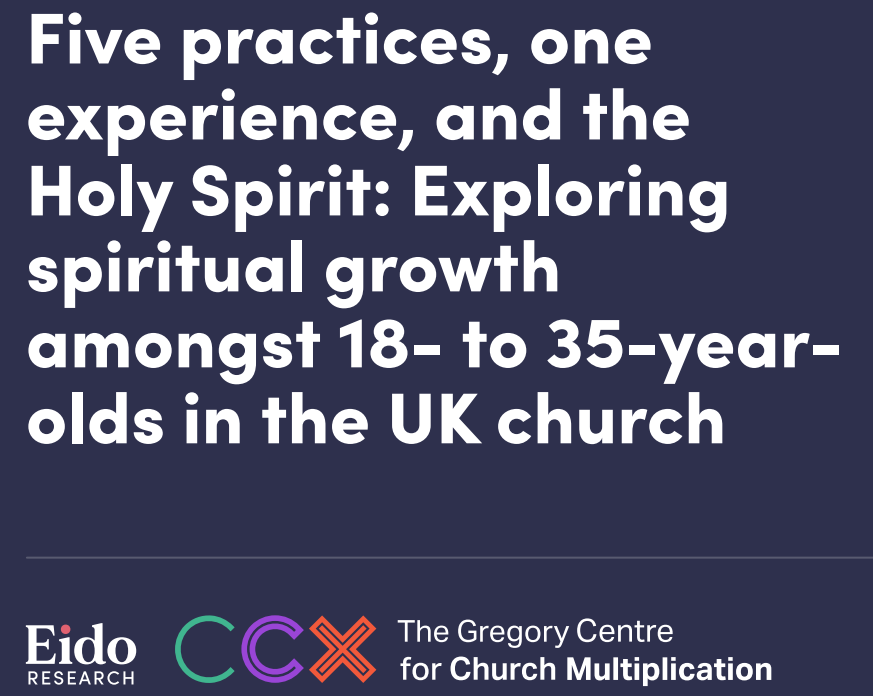 Five practices, one
experience, and the
Holy Spirit: Exploring
spiritual growth
amongst 18- to 35-year-
olds in the UK church
Eido
RESEARCH
CCX
The Gregory Centre
for Church Multiplication